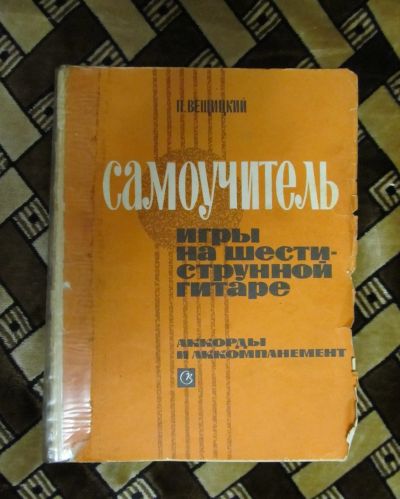 П. ВЕЩИЦКИЙ
САМОУЧИТЕЛЬ
ИГРЫ
НА ШЕСТИ-
СТРУННОЙ
ГИТАРЕ
АККОРДЫ
И АККОМПАНЕМЕНТ